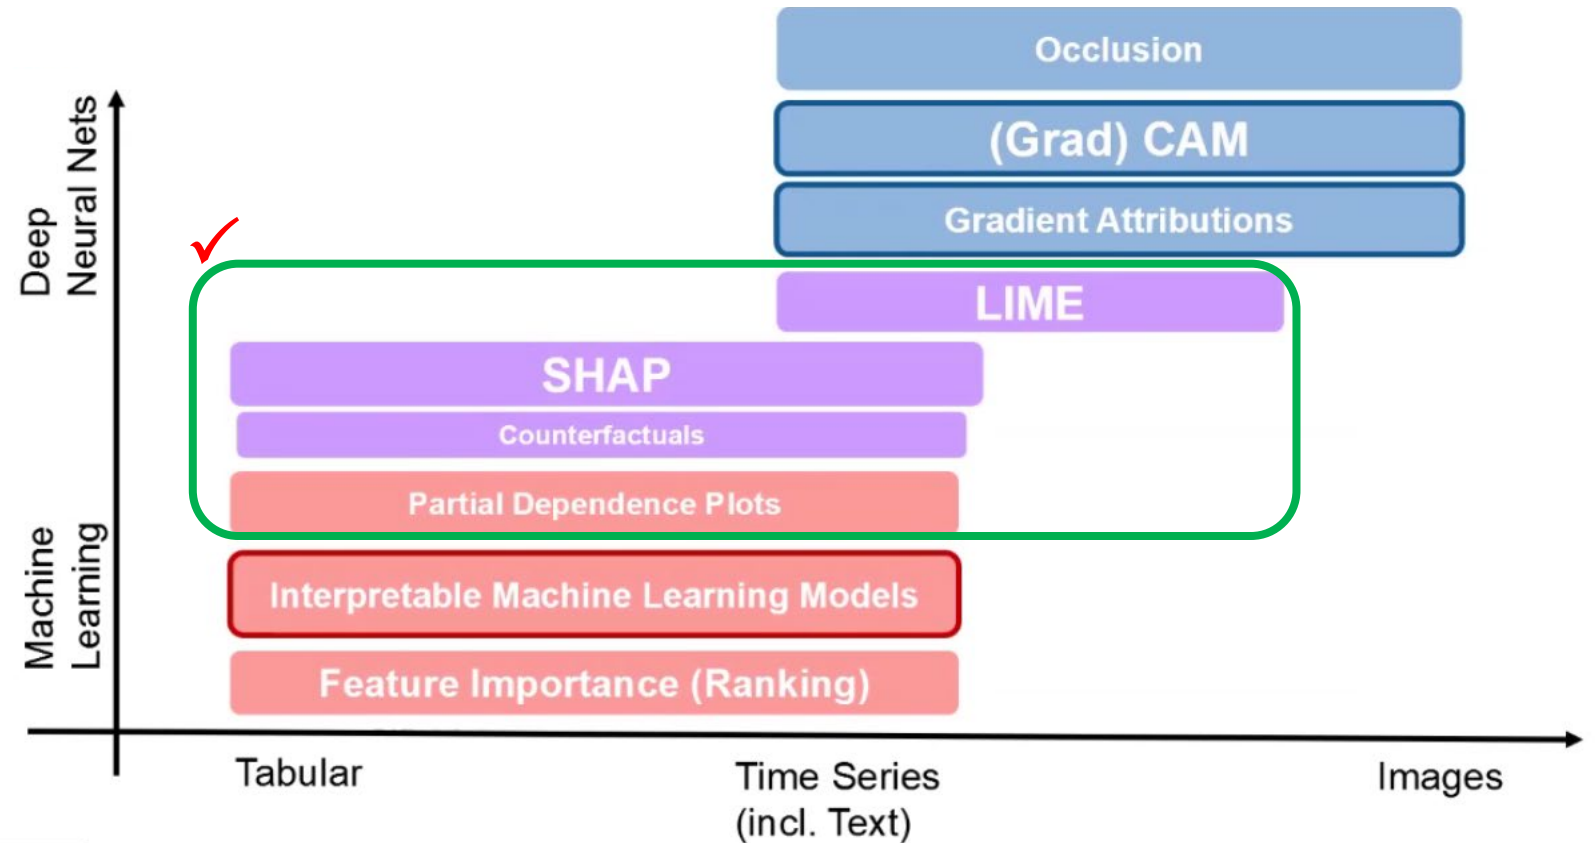 Occlusion
(Grad) CAM
Gradient Attributions
LIME
SHAP
Counterfactuals
Partial Dependence Plots
Interpretable Machine Learning Models
Feature Importance (Ranking)
Deep
Neural Nets
Machine
Learning
Tabular
Time Series
(incl. Text)
Images